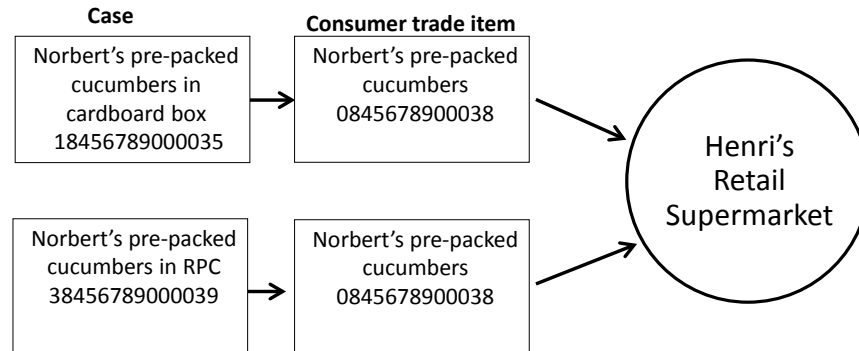 Case
Consumer trade item
Norbert’s pre-packed
cucumbers in
cardboard box
18456789000035
Norbert’s pre-packed
cucumbers
0845678900038
Henri’s
Retail
Supermarket
Norbert’s pre-packed
cucumbers in RPC
38456789000039
Norbert’s pre-packed
cucumbers
0845678900038